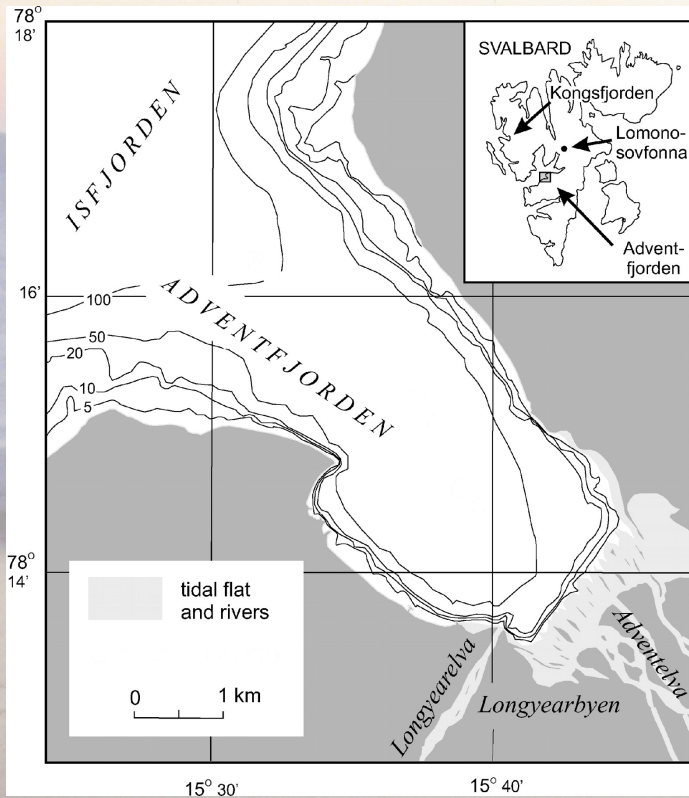 78°
18'
SVALBARD
Kongsfjorden
Lomono-
sovfonna
Advent-
fjorden
ISFJORDEN
16'
100
ADVENTFJORDEN
50
20
10
5
78°
14'
tidal flat
and rivers
0 1 km
Longyearelva
Longyearbyen
Adventelva
15° 30'
15° 40'